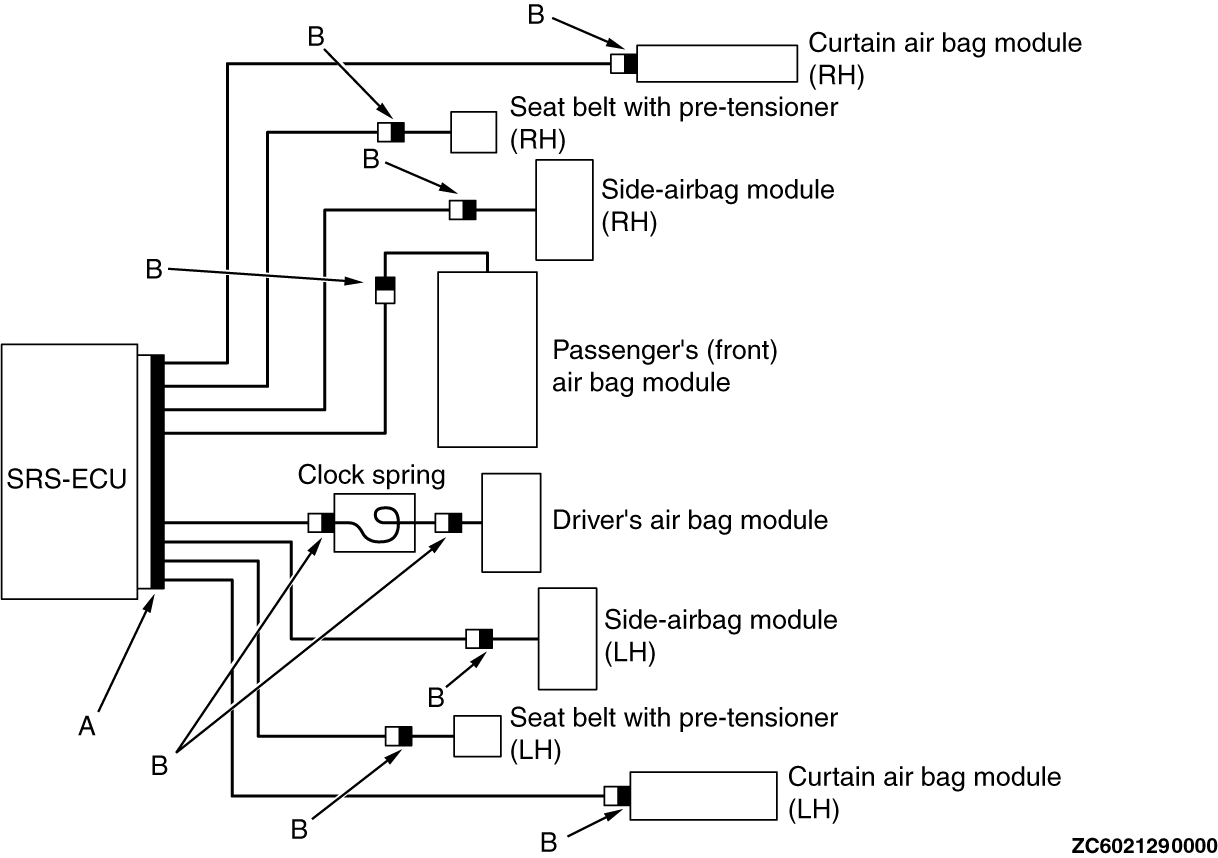 B
Curtain air bag module
(RH)
B
Seat belt with pre-tensioner
(RH)
B
Side-airbag module
(RH)
B
Passenger's (front)
air bag module
SRS-ECU
Clock spring
Driver's air bag module
Side-airbag module
(LH)
B
A
Seat belt with pre-tensioner
(LH)
B
Curtain air bag module
(LH)
B
B
ZC6021290000